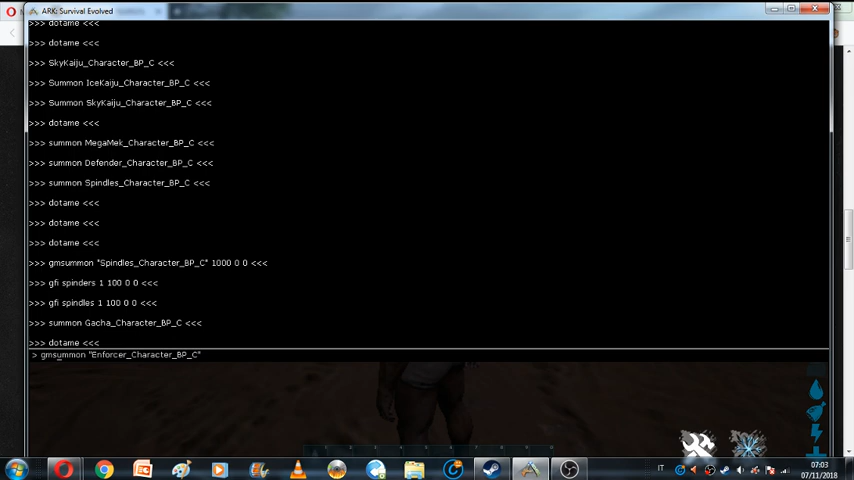 ARK: Survival Evolved
>>> dotame <<<
>>> dotame <<<
>>> SkyKaiju_Character_BP_C <<<
>>> Summon IceKaiju_Character_BP_C <<<
>>> Summon SkyKaiju_Character_BP_C <<<
>>> dotame <<<
>>> summon MegaMek_Character_BP_C <<<
>>> summon Defender_Character_BP_C <<<
>>> summon Spindles_Character_BP_C <<<
>>> dotame <<<
>>> dotame <<<
>>> dotame <<<
>>> gmsummon "Spindles_Character_BP_C" 1000 0 0 <<<
>>> gfi spinders 1 100 0 0 <<<
>>> gfi spindles 1 100 0 0 <<<
>>> summon Gacha_Character_BP_C <<<
>>> dotame <<<
> gmsummon "Enforcer_Character_BP_C"
IT
07:03
07/11/2018